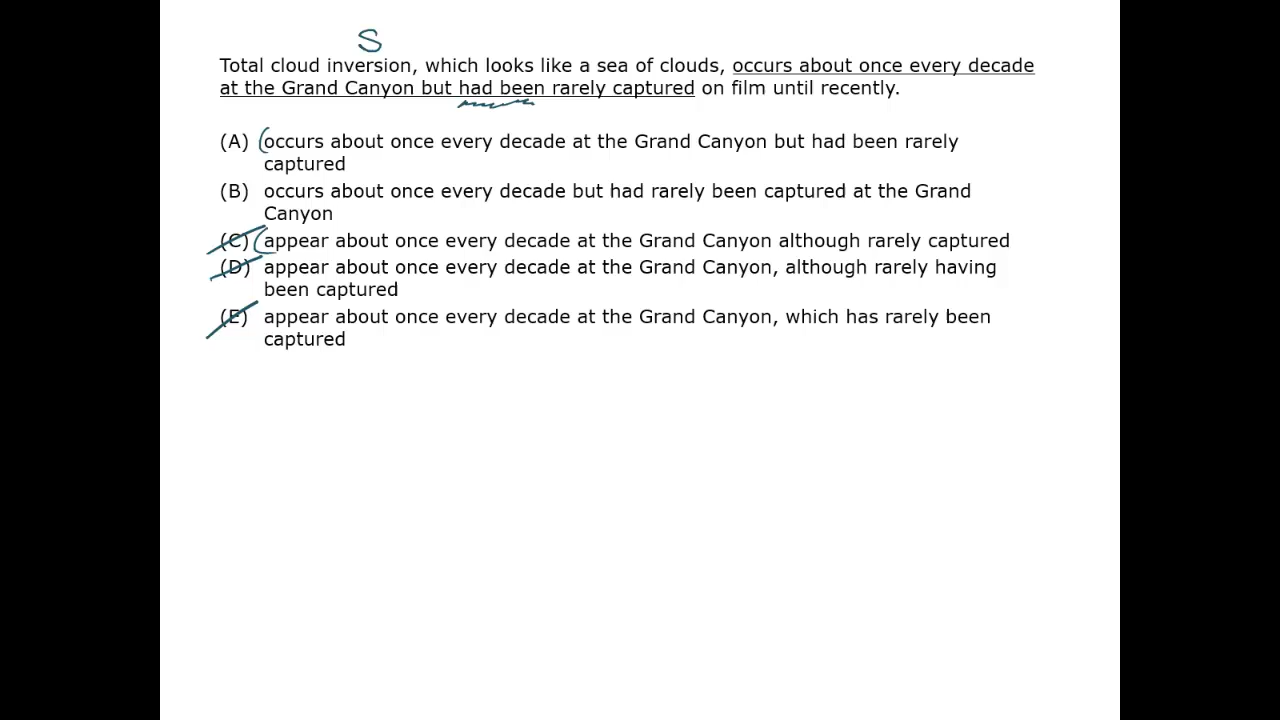 S
Total cloud inversion, which looks like a sea of clouds, occurs about once every decade
at the Grand Canyon but had been rarely captured on film until recently.
(A) occurs about once every decade at the Grand Canyon but had been rarely
captured
(B) occurs about once every decade but had rarely been captured at the Grand
Canyon
(C) appear about once every decade at the Grand Canyon although rarely captured
(D) appear about once every decade at the Grand Canyon, although rarely having
been captured
(E) appear about once every decade at the Grand Canyon, which has rarely been
captured